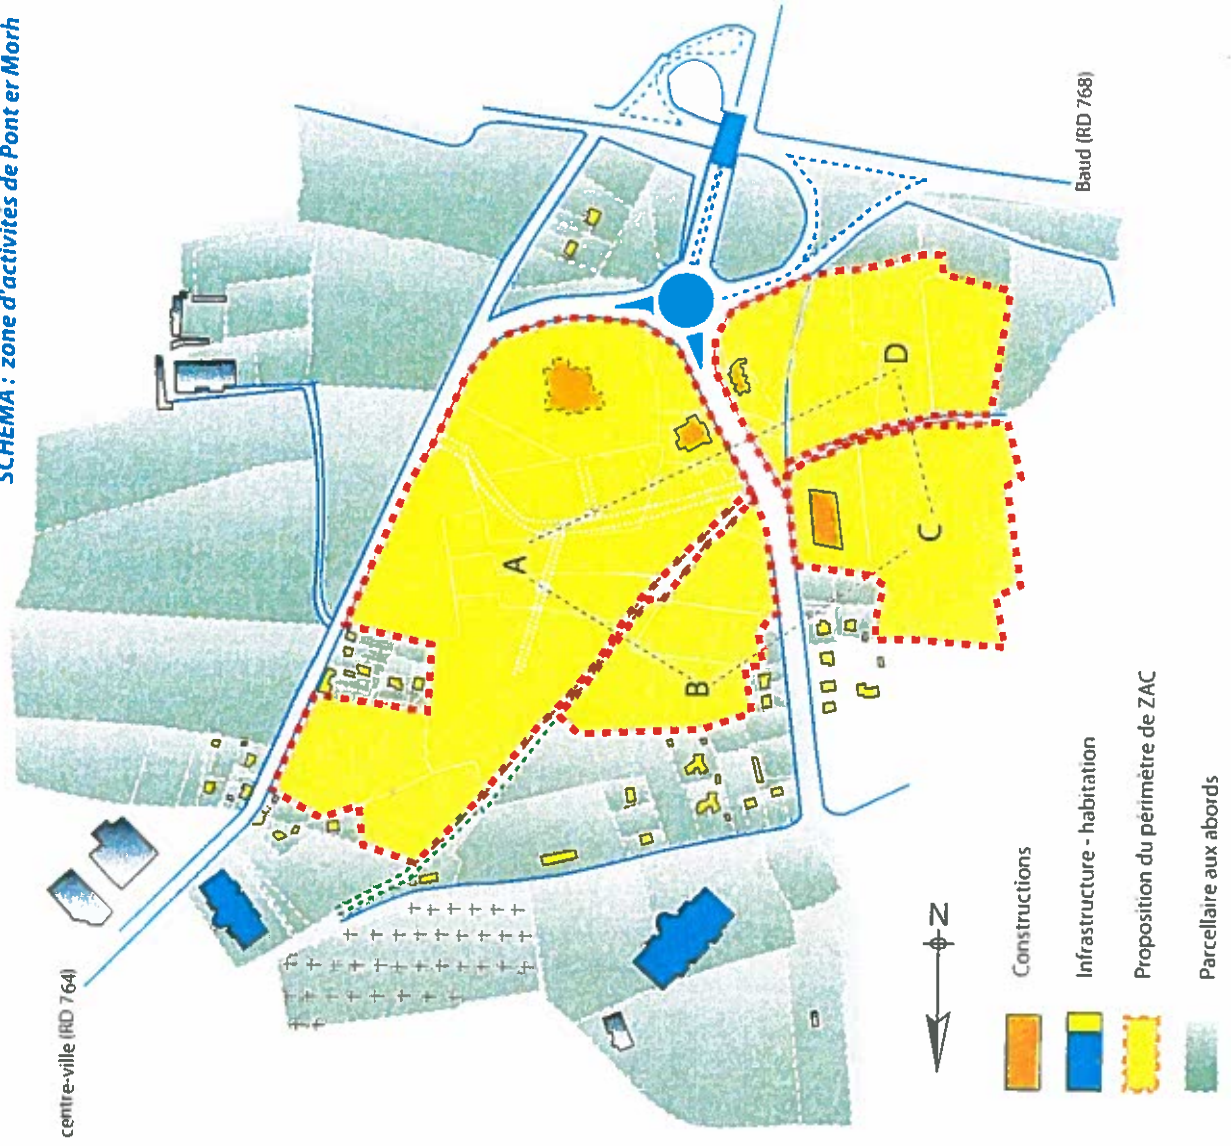 SCHEMA : zone d'activités de Pont er Morh
centre-ville (RD 764)
Baud (RD 768)
A
B
C
D
N
Constructions
Infrastructure - habitation
Proposition du périmètre de ZAC
Parcellaire aux abords